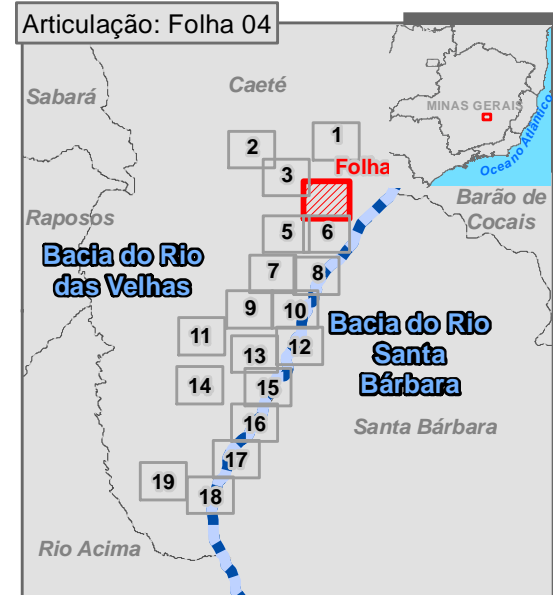 Articulação: Folha 04
Sabará
Caeté
MINAS GERAIS
Oceano Atlântico
1
2
3
Folha
Raposos
Barão de
Cocais
5
6
Bacia do Rio
das Velhas
7
8
9
10
11
Bacia do Rio
Santa
Bárbara
12
13
14
15
16
Santa Bárbara
17
19
18
Rio Acima